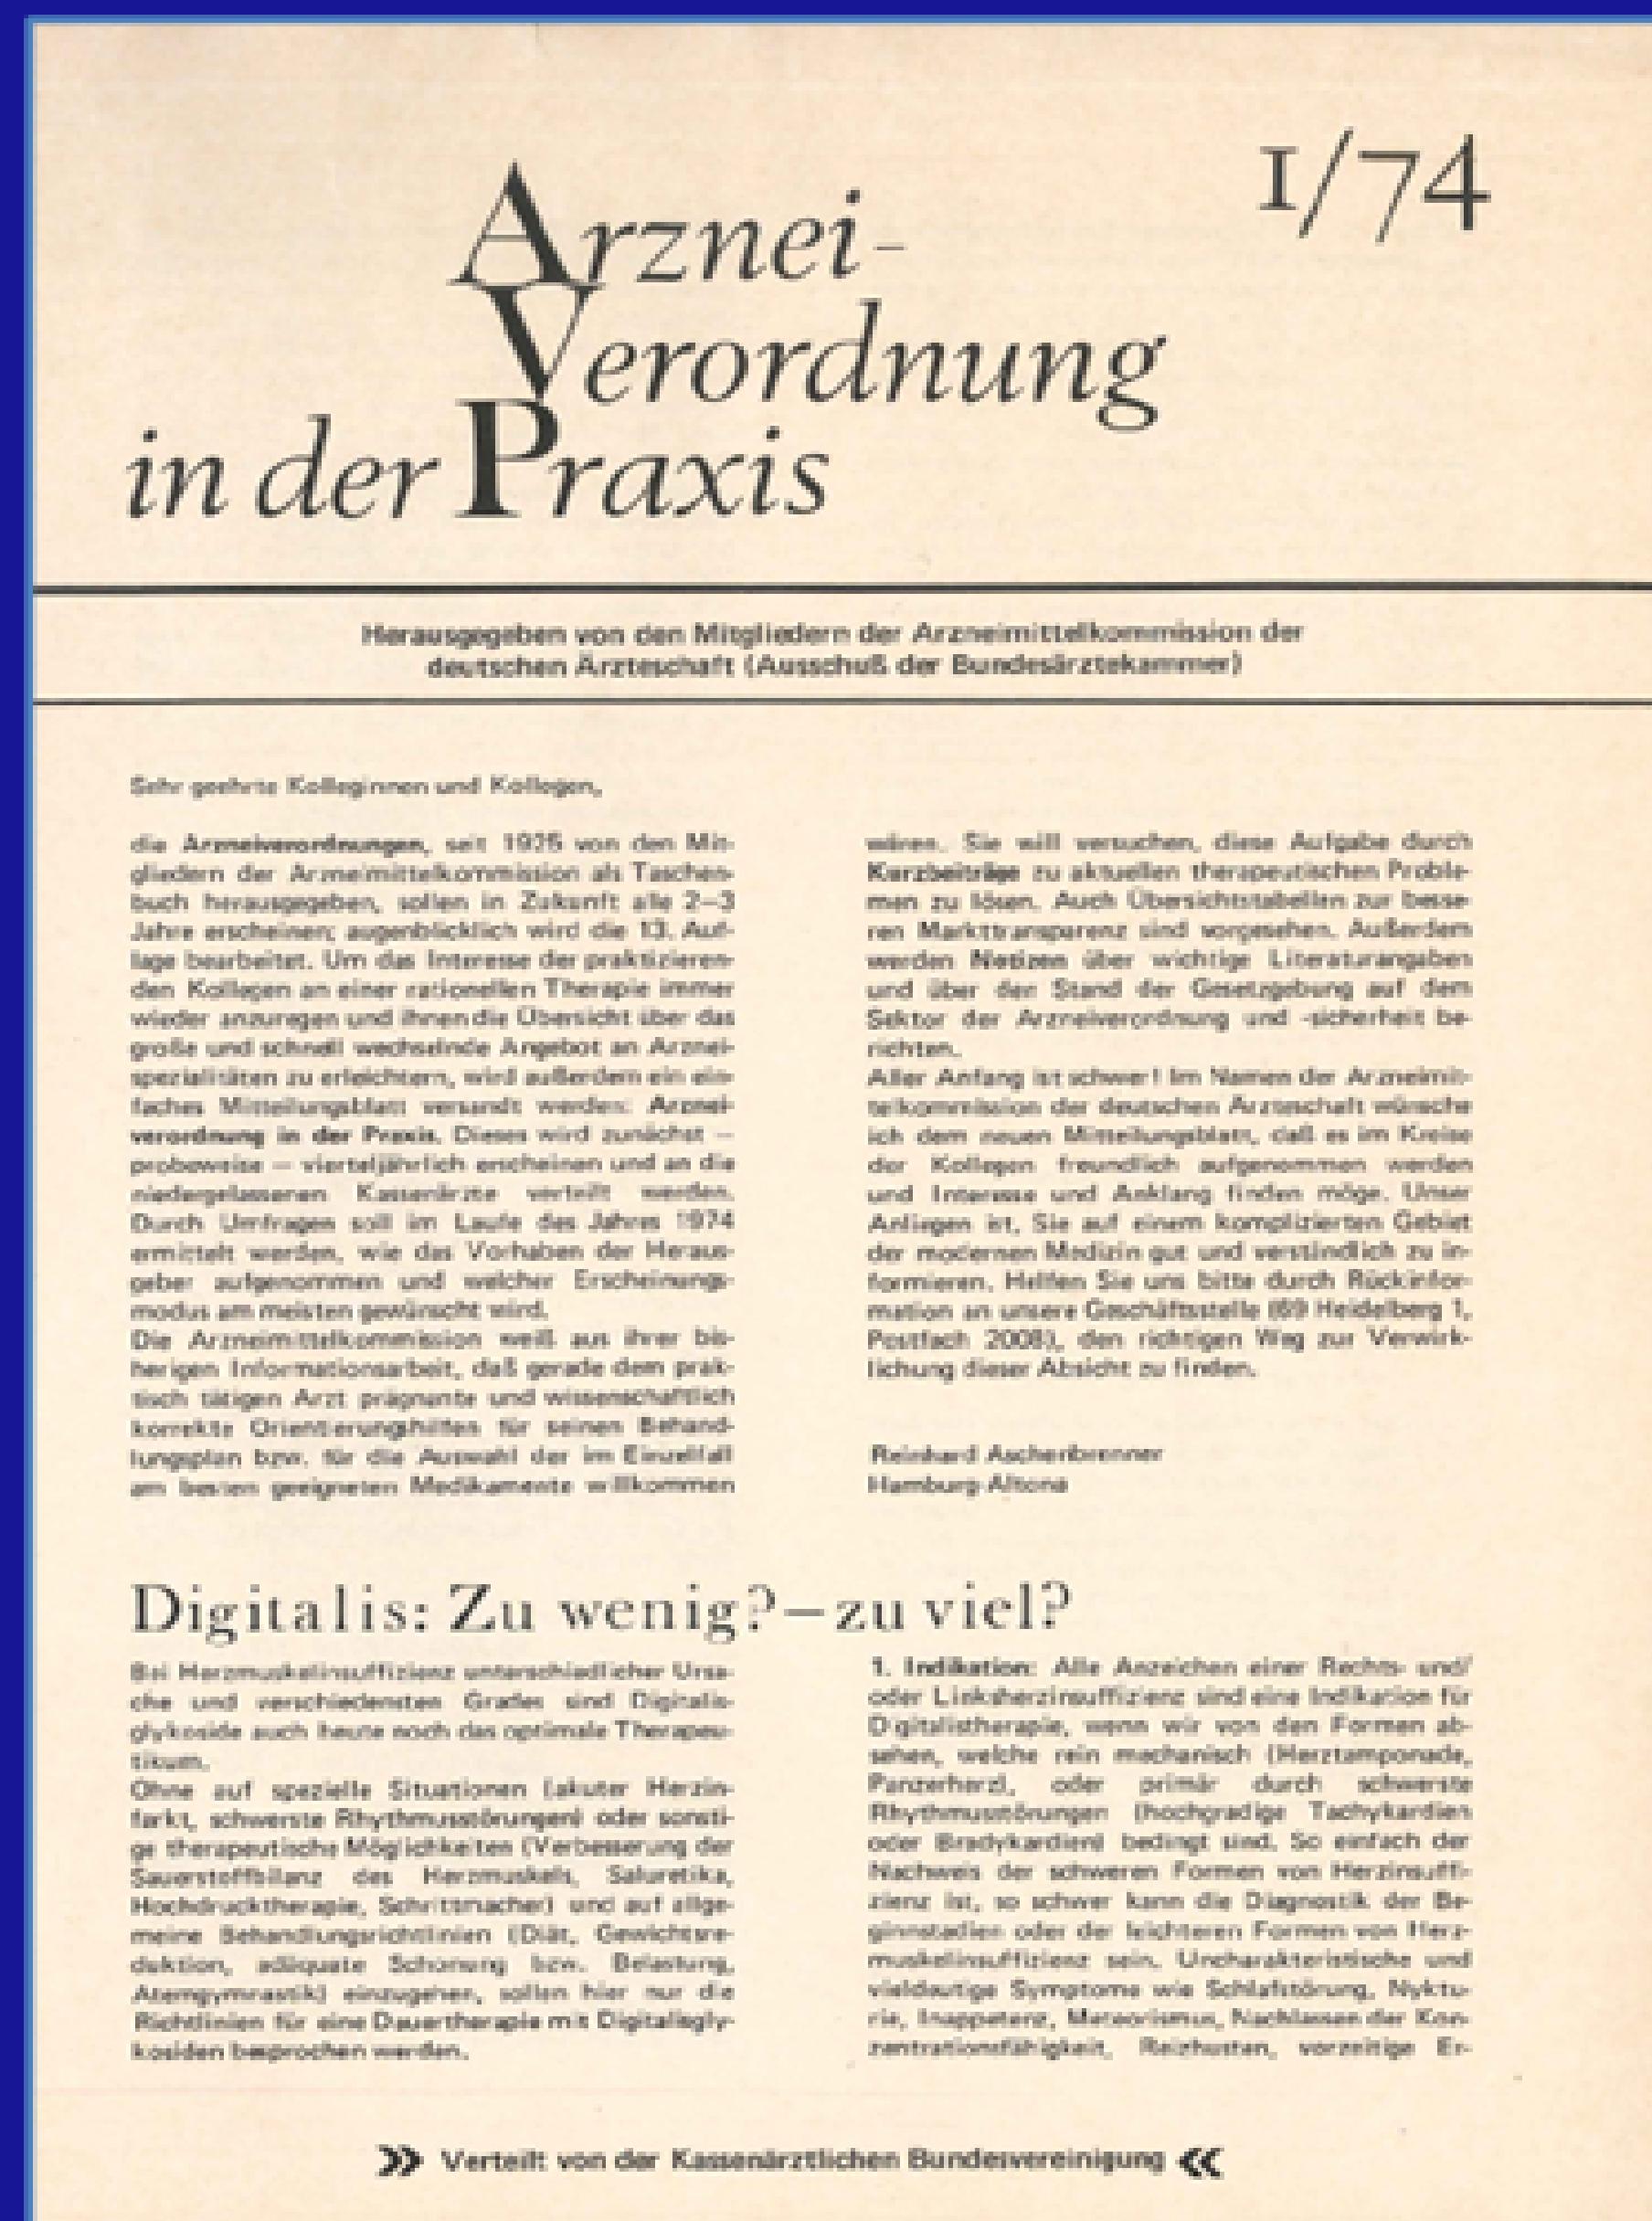 1/74
Arznei-
Verordnung
in der Praxis
Herausgegeben von den Mitgliedern der Arzneimittelkommission der
deutschen Ärzteschaft (Ausschuß der Bundesärztekammer)
Sehr geehrte Kolleginnen und Kollegen,
die Arzneiverordnungen, seit 1925 von den Mit-
gliedern der Arzneimittelkommission als Taschen-
buch herausgegeben, sollen in Zukunft alle 2–3
Jahre erscheinen; augenblicklich wird die 13. Auf-
lage bearbeitet. Um das Interesse der praktizieren-
den Kollegen an einer rationellen Therapie immer
wieder anzuregen und ihnen die Übersicht über das
große und schnell wechselnde Angebot an Arznei-
spezialitäten zu erleichtern, wird außerdem ein ein-
faches Mitteilungsblatt versandt werden: Arznei-
verordnung in der Praxis. Dieses wird zunächst –
probeweise – vierteljährlich erscheinen und an die
niedergelassenen Kassenärzte verteilt werden.
Durch Umfragen soll im Laufe des Jahres 1974
ermittelt werden, wie das Vorhaben der Heraus-
geber aufgenommen und welcher Erscheinungs-
modus am meisten gewünscht wird.
Die Arzneimittelkommission weiß aus ihrer bis-
herigen Informationsarbeit, daß gerade dem prak-
tisch tätigen Arzt prägnante und wissenschaftlich
korrekte Orientierungshilfen für seinen Behand-
lungsplan bzw. für die Auswahl der im Einzelfall
am besten geeigneten Medikamente willkommen
wären. Sie will versuchen, diese Aufgabe durch
Kurzbeiträge zu aktuellen therapeutischen Proble-
men zu lösen. Auch Übersichtstabellen zur besse-
ren Markttransparenz sind vorgesehen. Außerdem
werden Notizen über wichtige Literaturangaben
und über den Stand der Gesetzgebung auf dem
Sektor der Arzneiverordnung und -sicherheit be-
richten.
Aller Anfang ist schwer! Im Namen der Arzneimit-
telkommission der deutschen Ärzteschaft wünsche
ich dem neuen Mitteilungsblatt, daß es im Kreise
der Kollegen freundlich aufgenommen werden
und Interesse und Anklang finden möge. Unser
Anliegen ist, Sie auf einem komplizierten Gebiet
der modernen Medizin gut und verständlich zu in-
formieren. Helfen Sie uns bitte durch Rückinfor-
mation an unsere Geschäftsstelle (69 Heidelberg 1,
Postfach 2008), den richtigen Weg zur Verwirk-
lichung dieser Absicht zu finden.
Reinhard Aschenbrenner
Hamburg-Altona
Digitalis: Zu wenig?–zu viel?
Bei Herzmuskelinsuffizienz unterschiedlicher Ursa-
che und verschiedensten Grades sind Digitalis-
glykoside auch heute noch das optimale Therapeu-
tikum.
Ohne auf spezielle Situationen (akuter Herzin-
farkt, schwerste Rhythmusstörungen) oder sonsti-
ge therapeutische Möglichkeiten (Verbesserung der
Sauerstoffbilanz des Herzmuskels, Saluretika,
Hochdrucktherapie, Schrittmacher) und auf allge-
meine Behandlungsrichtlinien (Diät, Gewichtsre-
duktion, adäquate Schonung bzw. Belastung,
Atemgymnastik) einzugehen, sollen hier nur die
Richtlinien für eine Dauertherapie mit Digitalisgly-
kosiden besprochen werden.
1. Indikation: Alle Anzeichen einer Rechts- und/
oder Linksherzinsuffizienz sind eine Indikation für
Digitalistherapie, wenn wir von den Formen ab-
sehen, welche rein mechanisch (Herztamponade,
Panzerherz), oder primär durch schwerste
Rhythmusstörungen (hochgradige Tachykardien
oder Bradykardien) bedingt sind. So einfach der
Nachweis der schweren Formen von Herzinsuffi-
zienz ist, so schwer kann die Diagnostik der Be-
ginnstadien oder der leichteren Formen von Herz-
muskelinsuffizienz sein. Uncharakteristische und
vieldeutige Symptome wie Schlafstörung, Nyktu-
rie, Inappetenz, Meteorismus, Nachlassen der Kon-
zentrationsfähigkeit, Reizhusten, vorzeitige Er-
» Verteilt von der Kassenärztlichen Bundesvereinigung «